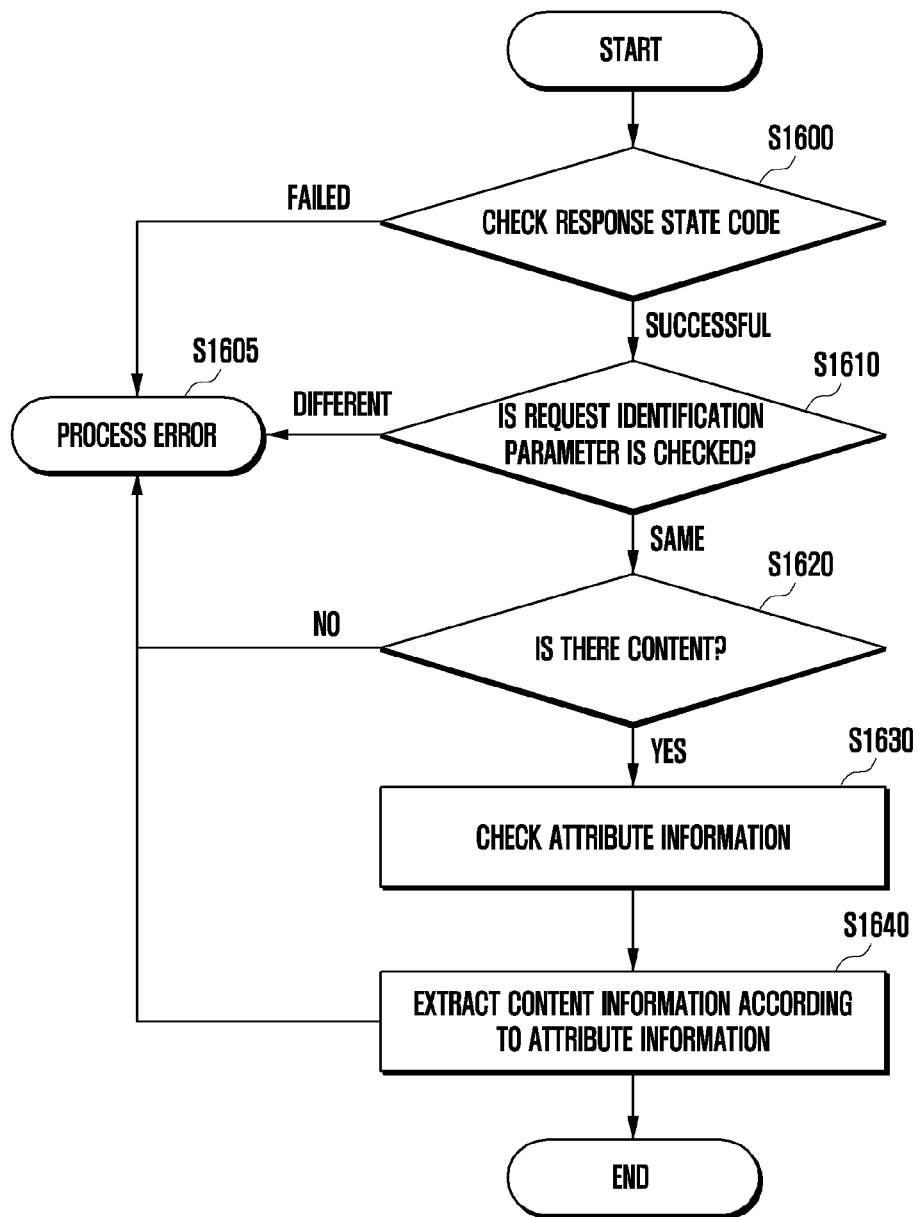 START
S1600
FAILED
CHECK RESPONSE STATE CODE
SUCCESSFUL
S1605
S1610
DIFFERENT
PROCESS ERROR
IS REQUEST IDENTIFICATION
PARAMETER IS CHECKED?
SAME
S1620
NO
IS THERE CONTENT?
YES
S1630
CHECK ATTRIBUTE INFORMATION
S1640
EXTRACT CONTENT INFORMATION ACCORDING
TO ATTRIBUTE INFORMATION
END